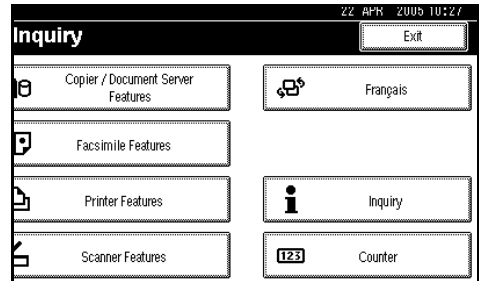 22 APR 2005 10:27
Inquiry
Exit
Copier / Document Server
Features
Français
Facsimile Features
Printer Features
Inquiry
Scanner Features
123
Counter